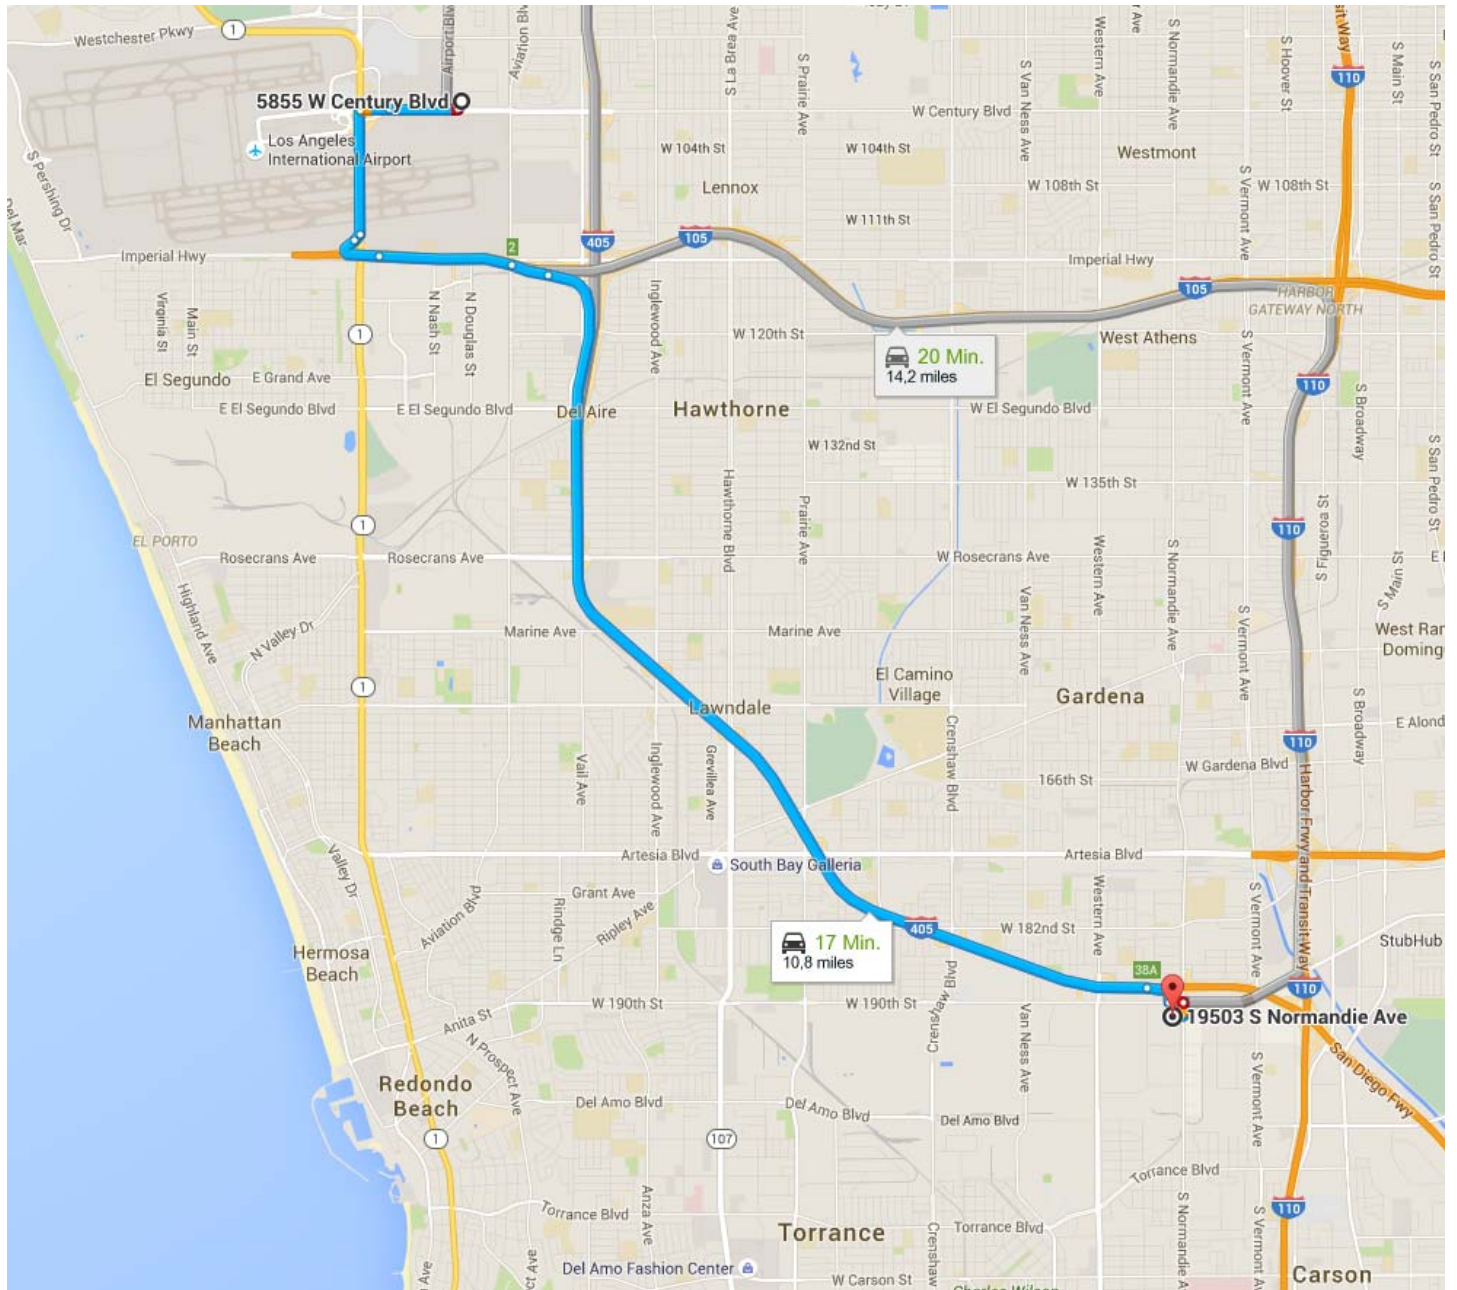 Westchester Pkwy
1
Airport Blv
Aviation Bl
S La Brea Ave
S Prairie Ave
Western Ave
r Ave
S Normandie Ave
S Hoover St
sit Way
110
S Main St
S San Pedro St
5855 W Century Blvd
Los Angeles
International Airport
S Pershing Dr
Del Mar
W Century Blvd
S Van Ness Ave
W 104th St
W 104th St
Westmont
Lennox
W 108th St
S Vermont Ave
W 108th St
S San Pedro St
W 111th St
Imperial Hwy
2
405
105
Imperial Hwy
105
HARBOR
GATEWAY NORTH
Virginia St
Main St
N Nash St
N Douglas St
Inglewood Ave
1
W 120th St
West Athens
20 Min.
14,2 miles
S Vermont Ave
El Segundo
E Grand Ave
110
S Broadway
E El Segundo Blvd
E El Segundo Blvd
Del Aire
Hawthorne
W El Segundo Blvd
W 132nd St
S San Pedro St
Hawthorne Blvd
Prairie Ave
W 135th St
S Figueroa St
1
110
EL PORTO
Rosecrans Ave
Rosecrans Ave
W Rosecrans Ave
Western Ave
S Normandie Ave
S Main St
E
Highland Ave
N Valley Dr
Marine Ave
Marine Ave
Van Ness Ave
S Vermont Ave
West Ran
Doming
1
El Camino
Village
Gardena
Lawndale
S Broadway
Manhattan
Beach
E Alond
Vail Ave
Inglewood Ave
Grevillea Ave
Crenshaw Blvd
110
W Gardena Blvd
166th St
Harbor Frwy and Transit Way
Valley Dr
Artesia Blvd
South Bay Galleria
Artesia Blvd
Grant Ave
Aviation Blvd
Rindge Ln
Ripley Ave
Western Ave
S Vermont Ave
405
W 182nd St
17 Min.
10,8 miles
StubHub
Hermosa
Beach
38A
Crenshaw Blvd
110
W 190th St
W 190th St
Anita St
Van Ness Ave
19503 S Normandie Ave
N Prospect Ave
San Diego Fwy
S Vermont Ave
Redondo
Beach
Del Amo Blvd
Del Amo Blvd
Del Amo Blvd
1
107
Torrance Blvd
Torrance Blvd
Anza Ave
Torrance
Crenshaw
Torrance Blvd
S Normandie A
S Vermont Av
110
ct Ave
Ave
Del Amo Fashion Center
W Carson St
Carson